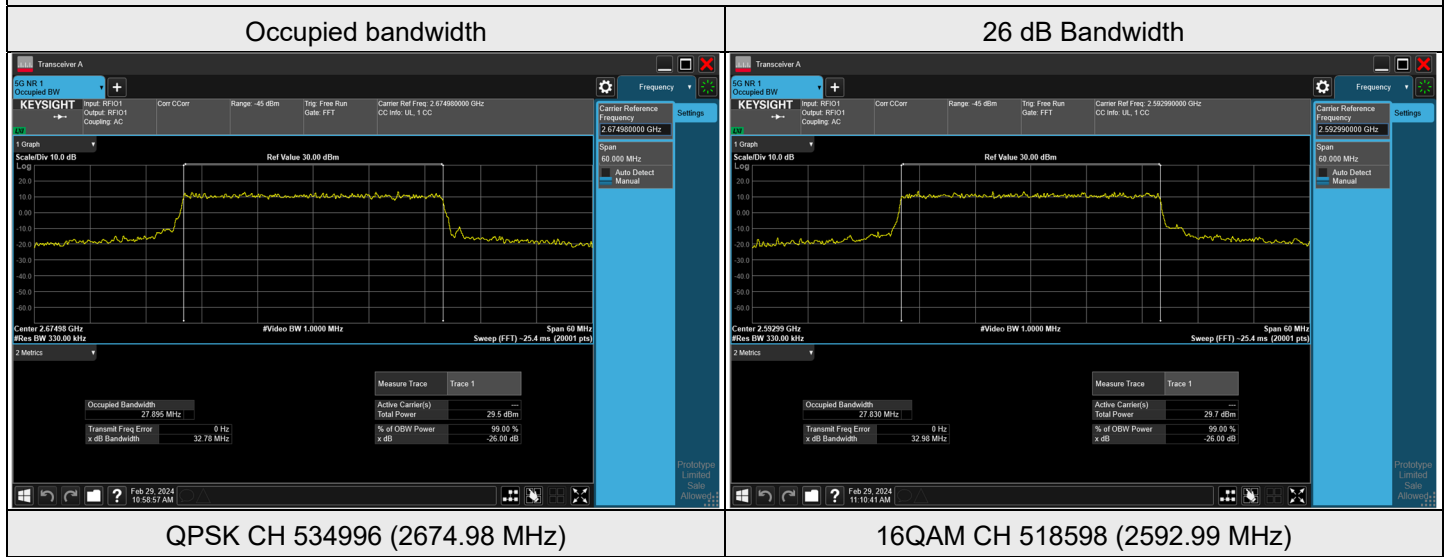 Occupied bandwidth
26 dB Bandwidth
Transceiver A
5G NR 1
Occupied BW
+
Frequency
KEYSIGHT
Input: RFIO1
Output: RFIO1
Coupling: AC
Corr CCorr
Range: -45 dBm
Trig: Free Run
Gate: FFT
Carrier Ref Freq: 2.674980000 GHz
CC Info: UL, 1 CC
LXI
Carrier Reference
Frequency
2.674980000 GHz
Settings
Span
60.000 MHz
Auto Detect
Manual
1 Graph
Scale/Div 10.0 dB
Ref Value 30.00 dBm
Log
20.0
10.0
0.00
-10.0
-20.0
-30.0
-40.0
-50.0
-60.0
Center 2.67498 GHz
#Video BW 1.0000 MHz
Span 60 MHz
#Res BW 330.00 kHz
Sweep (FFT) ~25.4 ms (20001 pts)
2 Metrics
Measure Trace Trace 1
Occupied Bandwidth
27.895 MHz
Active Carrier(s) ---
Total Power 29.5 dBm
Transmit Freq Error 0 Hz
x dB Bandwidth 32.78 MHz
% of OBW Power 99.00 %
x dB -26.00 dB
Prototype
Limited
Sale
Allowed
?
Feb 29, 2024
10:58:57 AM
Transceiver A
5G NR 1
Occupied BW
+
Frequency
KEYSIGHT
Input: RFIO1
Output: RFIO1
Coupling: AC
Corr CCorr
Range: -45 dBm
Trig: Free Run
Gate: FFT
Carrier Ref Freq: 2.592990000 GHz
CC Info: UL, 1 CC
LXI
Carrier Reference
Frequency
2.592990000 GHz
Settings
Span
60.000 MHz
Auto Detect
Manual
1 Graph
Scale/Div 10.0 dB
Ref Value 30.00 dBm
Log
20.0
10.0
0.00
-10.0
-20.0
-30.0
-40.0
-50.0
-60.0
Center 2.59299 GHz
#Video BW 1.0000 MHz
Span 60 MHz
#Res BW 330.00 kHz
Sweep (FFT) ~25.4 ms (20001 pts)
2 Metrics
Measure Trace Trace 1
Occupied Bandwidth
27.830 MHz
Active Carrier(s) ---
Total Power 29.7 dBm
Transmit Freq Error 0 Hz
x dB Bandwidth 32.98 MHz
% of OBW Power 99.00 %
x dB -26.00 dB
Prototype
Limited
Sale
Allowed
?
Feb 29, 2024
11:10:41 AM
QPSK CH 534996 (2674.98 MHz)
16QAM CH 518598 (2592.99 MHz)